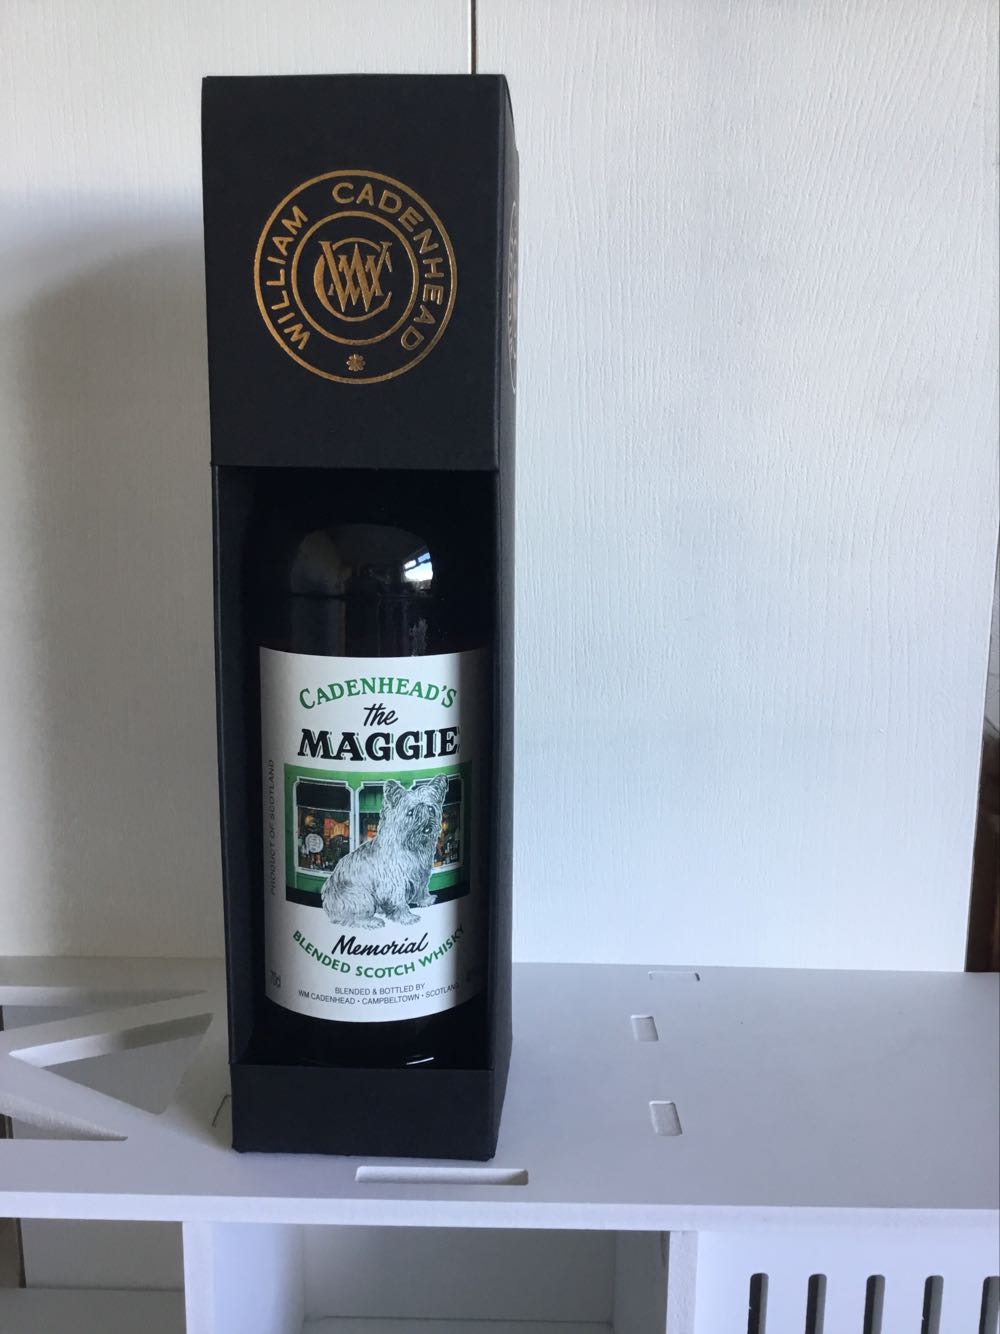 WILLIAM CADENHEAD
WC
CADENHEAD'S
the
MAGGIE
PRODUCT OF SCOTLAND
Memorial
BLENDED SCOTCH WHISKY
70cl
BLENDED & BOTTLED BY
WM CADENHEAD · CAMPBELTOWN · SCOTLAND